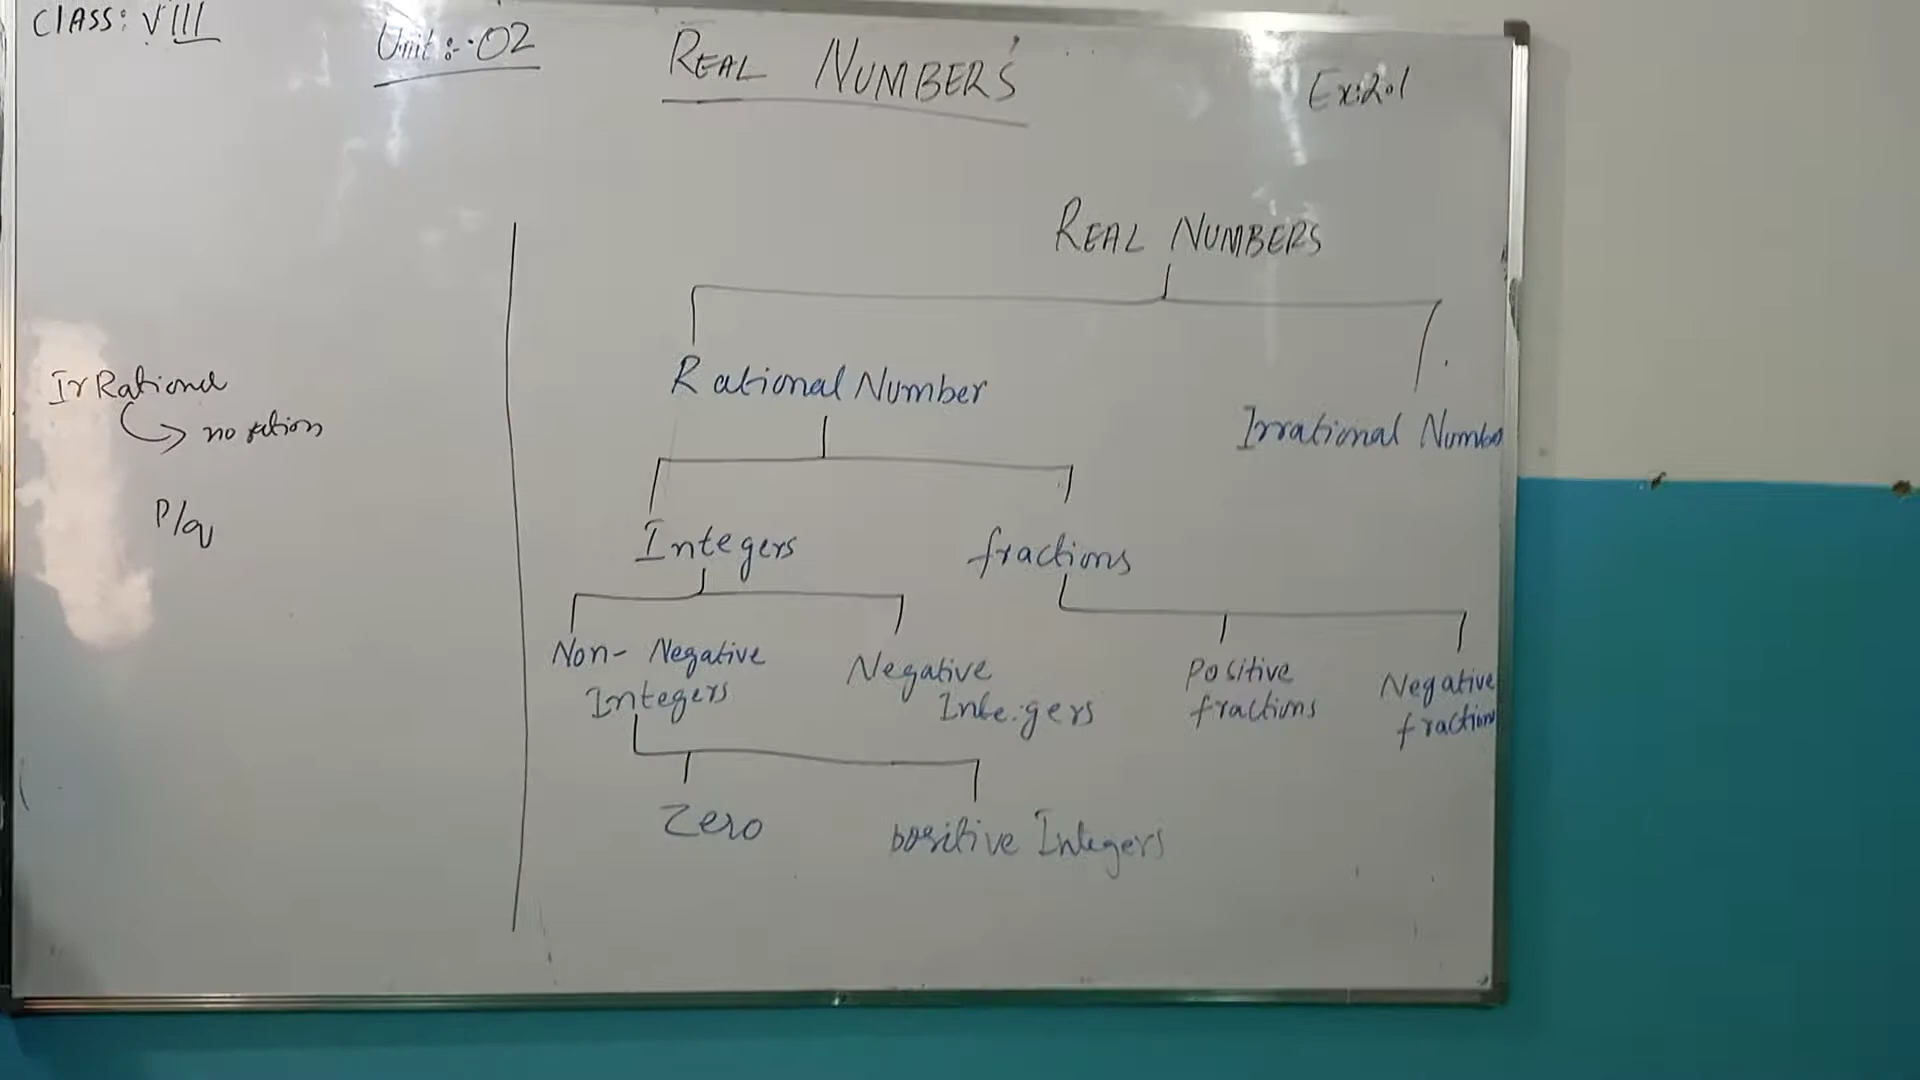 CLASS: VIII
Unit :- 02
REAL NUMBERS
Ex:2.1
IrRational
no ration
P/q
REAL NUMBERS
Rational Number
Irrational Number
Integers
fractions
Non-Negative
Integers
Negative
Integers
Positive
fractions
Negative
fraction
Zero
positive Integers